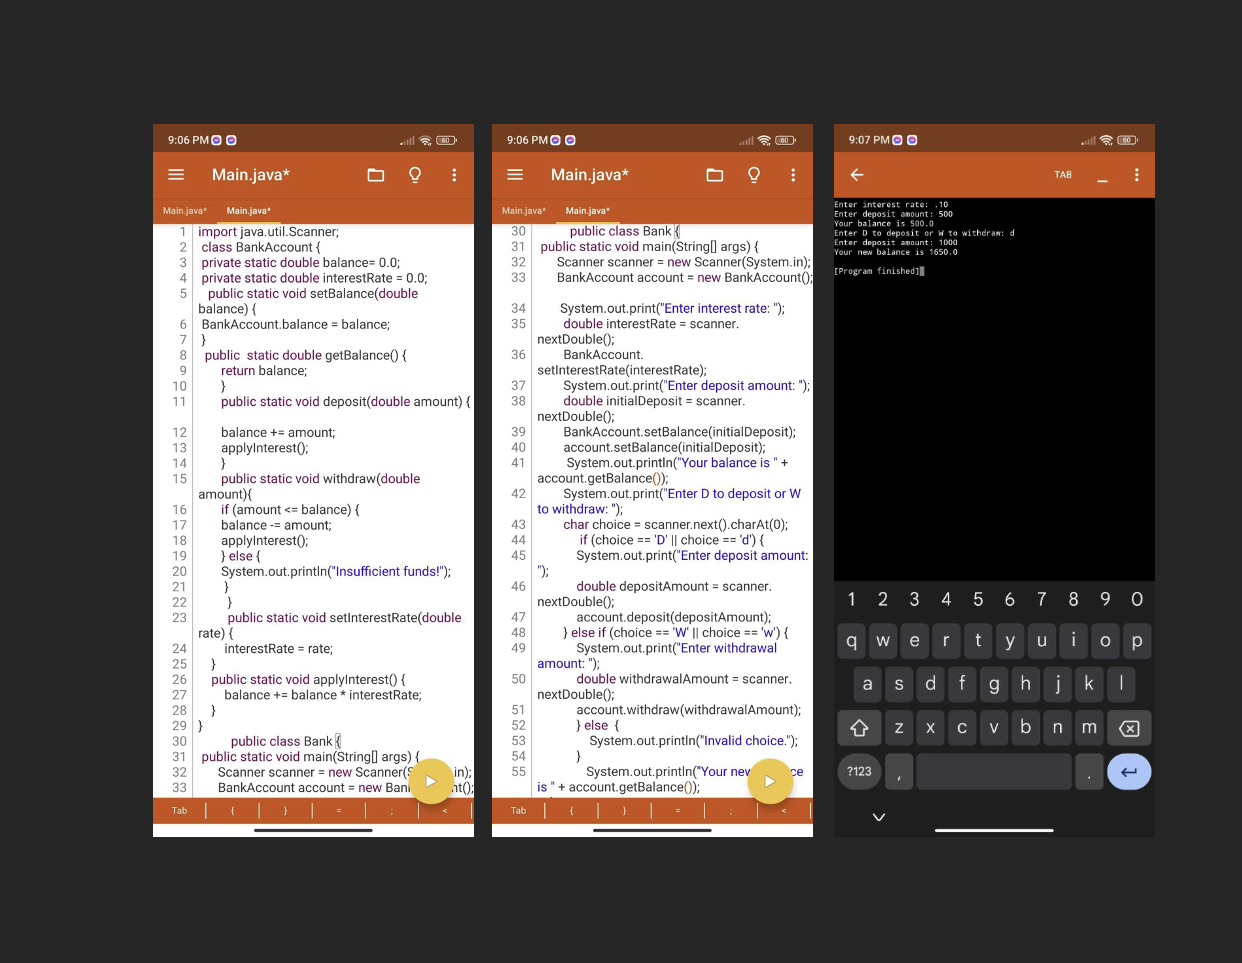 9:06 PM
60
Main.java*
Main.java* Main.java*
1 import java.util.Scanner;
2 class BankAccount {
3 private static double balance= 0.0;
4 private static double interestRate = 0.0;
5 public static void setBalance(double
balance) {
6 BankAccount.balance = balance;
7 }
8 public static double getBalance() {
9 return balance;
10 }
11 public static void deposit(double amount) {
12 balance += amount;
13 applyInterest();
14 }
15 public static void withdraw(double
amount){
16 if (amount <= balance) {
17 balance -= amount;
18 applyInterest();
19 } else {
20 System.out.println("Insufficient funds!");
21 }
22 }
23 public static void setInterestRate(double
rate) {
24 interestRate = rate;
25 }
26 public static void applyInterest() {
27 balance += balance * interestRate;
28 }
29 }
30 public class Bank {
31 public static void main(String[] args) {
32 Scanner scanner = new Scanner(S in);
33 BankAccount account = new Ban t();
Tab { } = ; <
9:06 PM
60
Main.java*
Main.java* Main.java*
30 public class Bank {
31 public static void main(String[] args) {
32 Scanner scanner = new Scanner(System.in);
33 BankAccount account = new BankAccount();
34 System.out.print("Enter interest rate: ");
35 double interestRate = scanner.
nextDouble();
36 BankAccount.
setInterestRate(interestRate);
37 System.out.print("Enter deposit amount: ");
38 double initialDeposit = scanner.
nextDouble();
39 BankAccount.setBalance(initialDeposit);
40 account.setBalance(initialDeposit);
41 System.out.println("Your balance is " +
account.getBalance());
42 System.out.print("Enter D to deposit or W
to withdraw: ");
43 char choice = scanner.next().charAt(0);
44 if (choice == 'D' || choice == 'd') {
45 System.out.print("Enter deposit amount:
");
46 double depositAmount = scanner.
nextDouble();
47 account.deposit(depositAmount);
48 } else if (choice == 'W' || choice == 'w') {
49 System.out.print("Enter withdrawal
amount: ");
50 double withdrawalAmount = scanner.
nextDouble();
51 account.withdraw(withdrawalAmount);
52 } else {
53 System.out.println("Invalid choice.");
54 }
55 System.out.println("Your new ce
is " + account.getBalance());
Tab { } = ; <
9:07 PM
60
TAB _
Enter interest rate: .10
Enter deposit amount: 500
Your balance is 500.0
Enter D to deposit or W to withdraw: d
Enter deposit amount: 1000
Your new balance is 1650.0
[Program finished]
1 2 3 4 5 6 7 8 9 0
q w e r t y u i o p
a s d f g h j k l
z x c v b n m
?123 , .